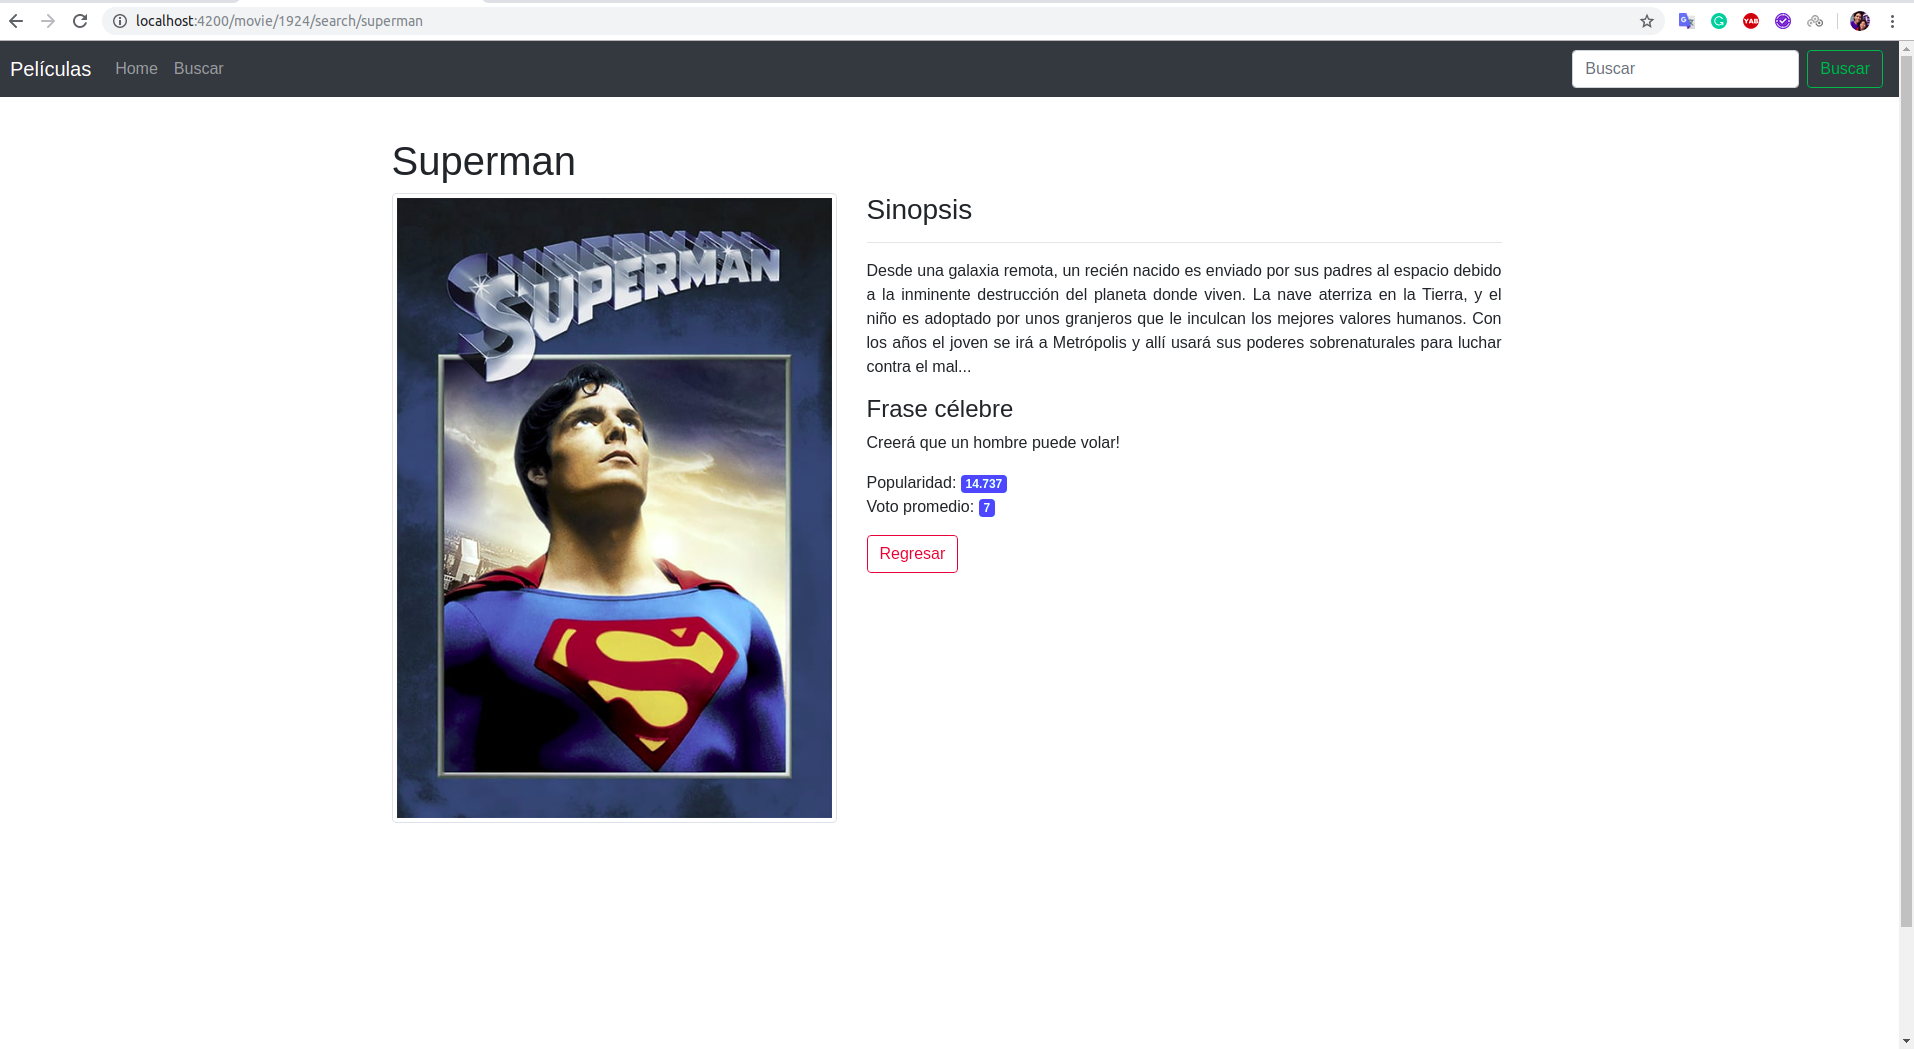 localhost:4200/movie/1924/search/superman
YAB
Películas Home Buscar Buscar Buscar
Superman
SUPERMAN
Sinopsis
Desde una galaxia remota, un recién nacido es enviado por sus padres al espacio debido
a la inminente destrucción del planeta donde viven. La nave aterriza en la Tierra, y el
niño es adoptado por unos granjeros que le inculcan los mejores valores humanos. Con
los años el joven se irá a Metrópolis y allí usará sus poderes sobrenaturales para luchar
contra el mal...
Frase célebre
Creerá que un hombre puede volar!
Popularidad: 14.737
Voto promedio: 7
Regresar
S